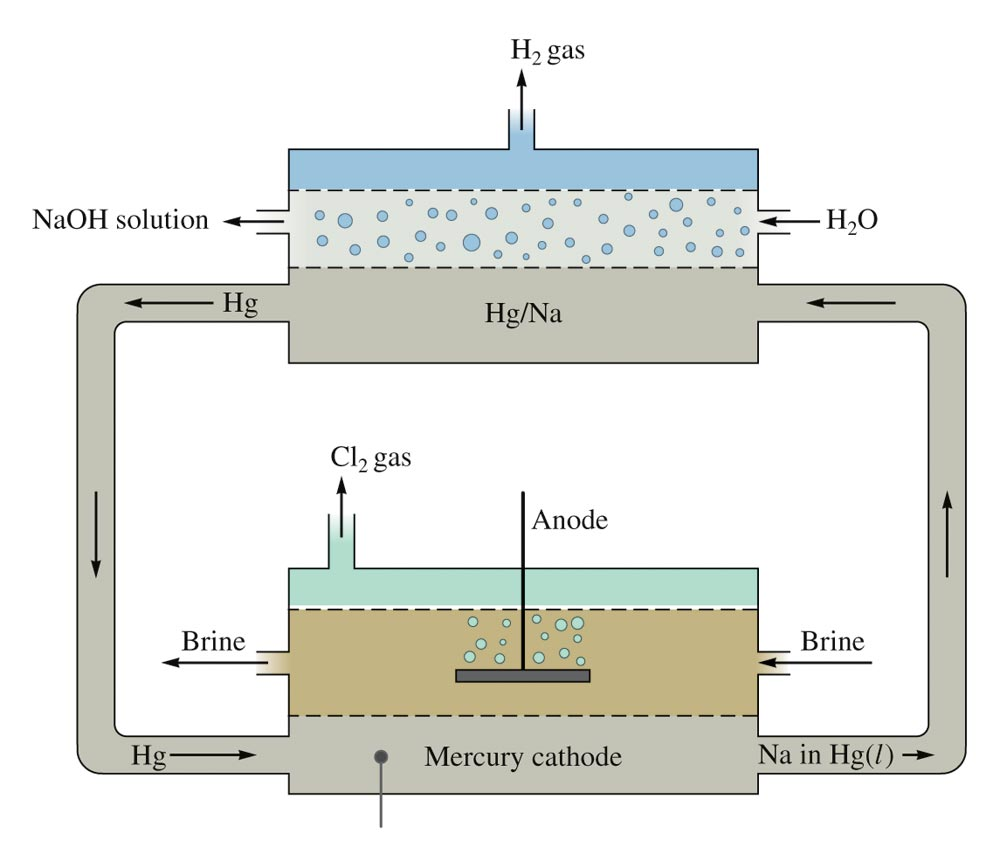 H₂ gas
NaOH solution
H₂O
Hg
Hg/Na
Cl₂ gas
Anode
Brine
Brine
Hg
Mercury cathode
Na in Hg(l)